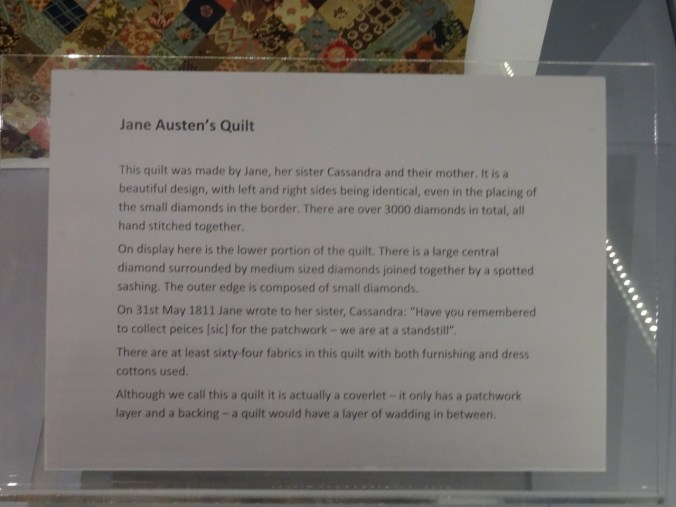 Jane Austen's Quilt
This quilt was made by Jane, her sister Cassandra and their mother. It is a
beautiful design, with left and right sides being identical, even in the placing of
the small diamonds in the border. There are over 3000 diamonds in total, all
hand stitched together.
On display here is the lower portion of the quilt. There is a large central
diamond surrounded by medium sized diamonds joined together by a spotted
sashing. The outer edge is composed of small diamonds.
On 31st May 1811 Jane wrote to her sister, Cassandra: “Have you remembered
to collect peices [sic] for the patchwork – we are at a standstill”.
There are at least sixty-four fabrics in this quilt with both furnishing and dress
cottons used.
Although we call this a quilt it is actually a coverlet – it only has a patchwork
layer and a backing – a quilt would have a layer of wadding in between.